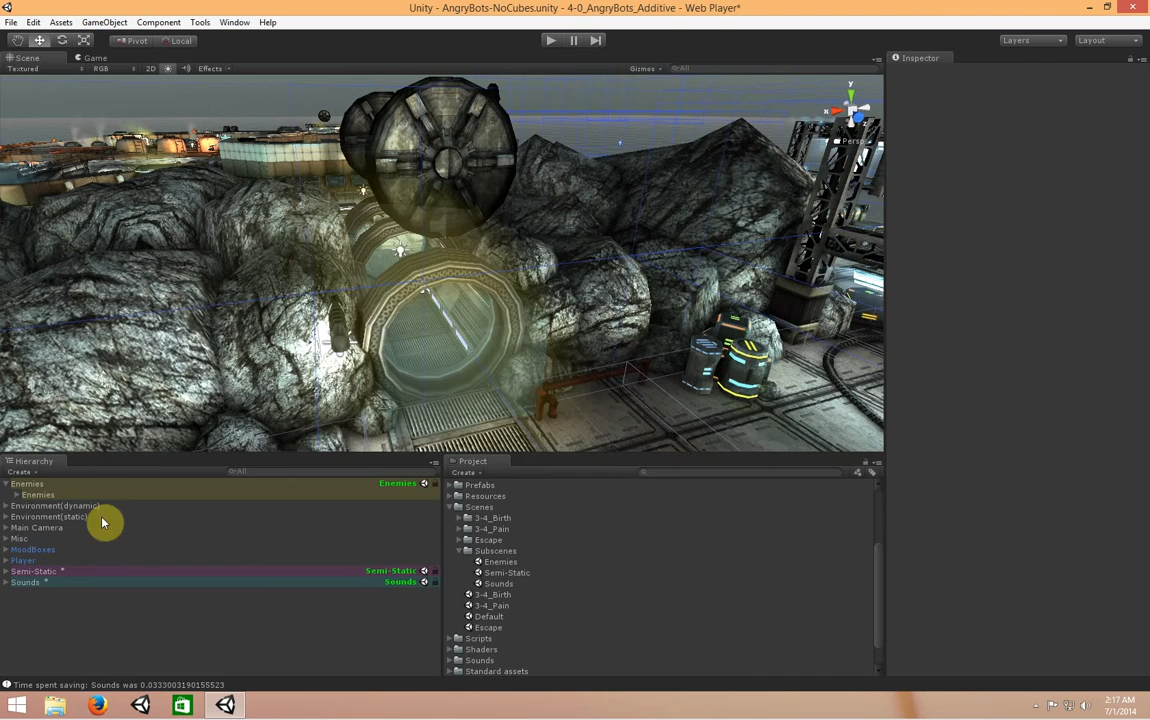 Unity - AngryBots-NoCubes.unity - 4-0_AngryBots_Additive - Web Player*
File Edit Assets GameObject Component Tools Window Help
Pivot Local Layers Layout
Scene Game Inspector
Textured RGB 2D Effects Gizmos All
y
x
z
Persp
Hierarchy
Create All
Enemies Enemies
Enemies
Environment(dynamic)
Environment(static)
Main Camera
Misc
MoodBoxes
Player
Semi-Static * Semi-Static
Sounds * Sounds
Project
Create
Prefabs
Resources
Scenes
3-4_Birth
3-4_Pain
Escape
Subscenes
Enemies
Semi-Static
Sounds
3-4_Birth
3-4_Pain
Default
Escape
Scripts
Shaders
Sounds
Standard assets
Time spent saving: Sounds was 0.0333003190155523
2:17 AM
7/1/2014